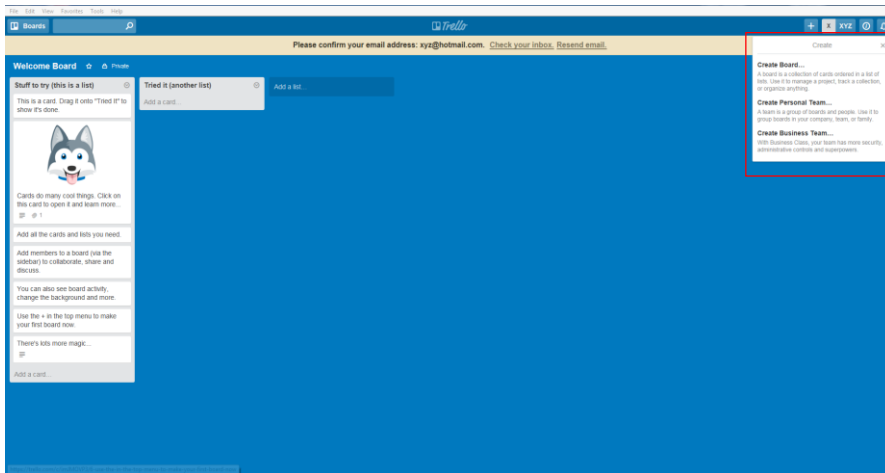 File Edit View Favorites Tools Help
Boards
Trello
X XYZ
Please confirm your email address: xyz@hotmail.com. Check your inbox. Resend email.
Create
Welcome Board Private
Create Board...
A board is a collection of cards ordered in a list of
lists. Use it to manage a project, track a collection,
or organize anything.
Create Personal Team...
A team is a group of boards and people. Use it to
group boards in your company, team, or family.
Create Business Team...
With Business Class, your team has more security,
administrative controls and superpowers.
Stuff to try (this is a list)
This is a card. Drag it onto "Tried It" to
show it's done.
Cards do many cool things. Click on
this card to open it and learn more...
1
Add all the cards and lists you need.
Add members to a board (via the
sidebar) to collaborate, share and
discuss.
You can also see board activity,
change the background and more.
Use the + in the top menu to make
your first board now.
There's lots more magic...
Add a card...
Tried it (another list)
Add a card...
Add a list...